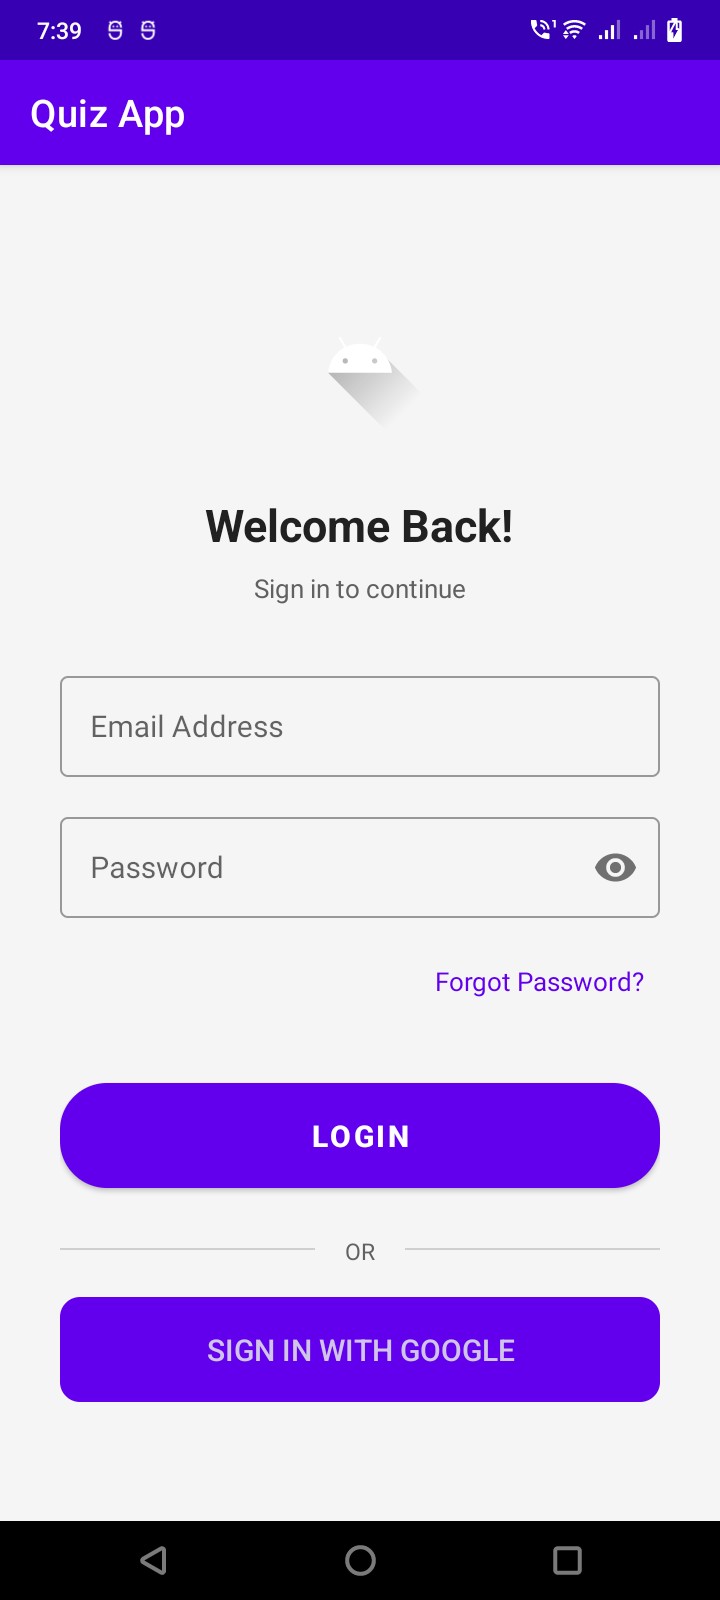 7:39
Quiz App
Welcome Back!
Sign in to continue
Email Address
Password
Forgot Password?
LOGIN
OR
SIGN IN WITH GOOGLE